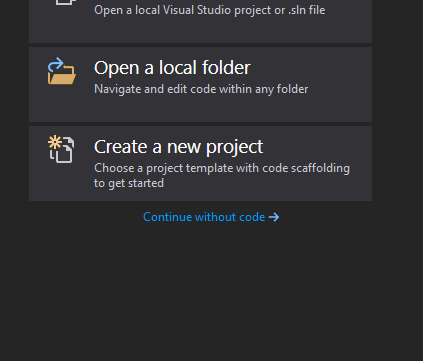 Open a local Visual Studio project or .sln file
Open a local folder
Navigate and edit code within any folder
Create a new project
Choose a project template with code scaffolding
to get started
Continue without code →